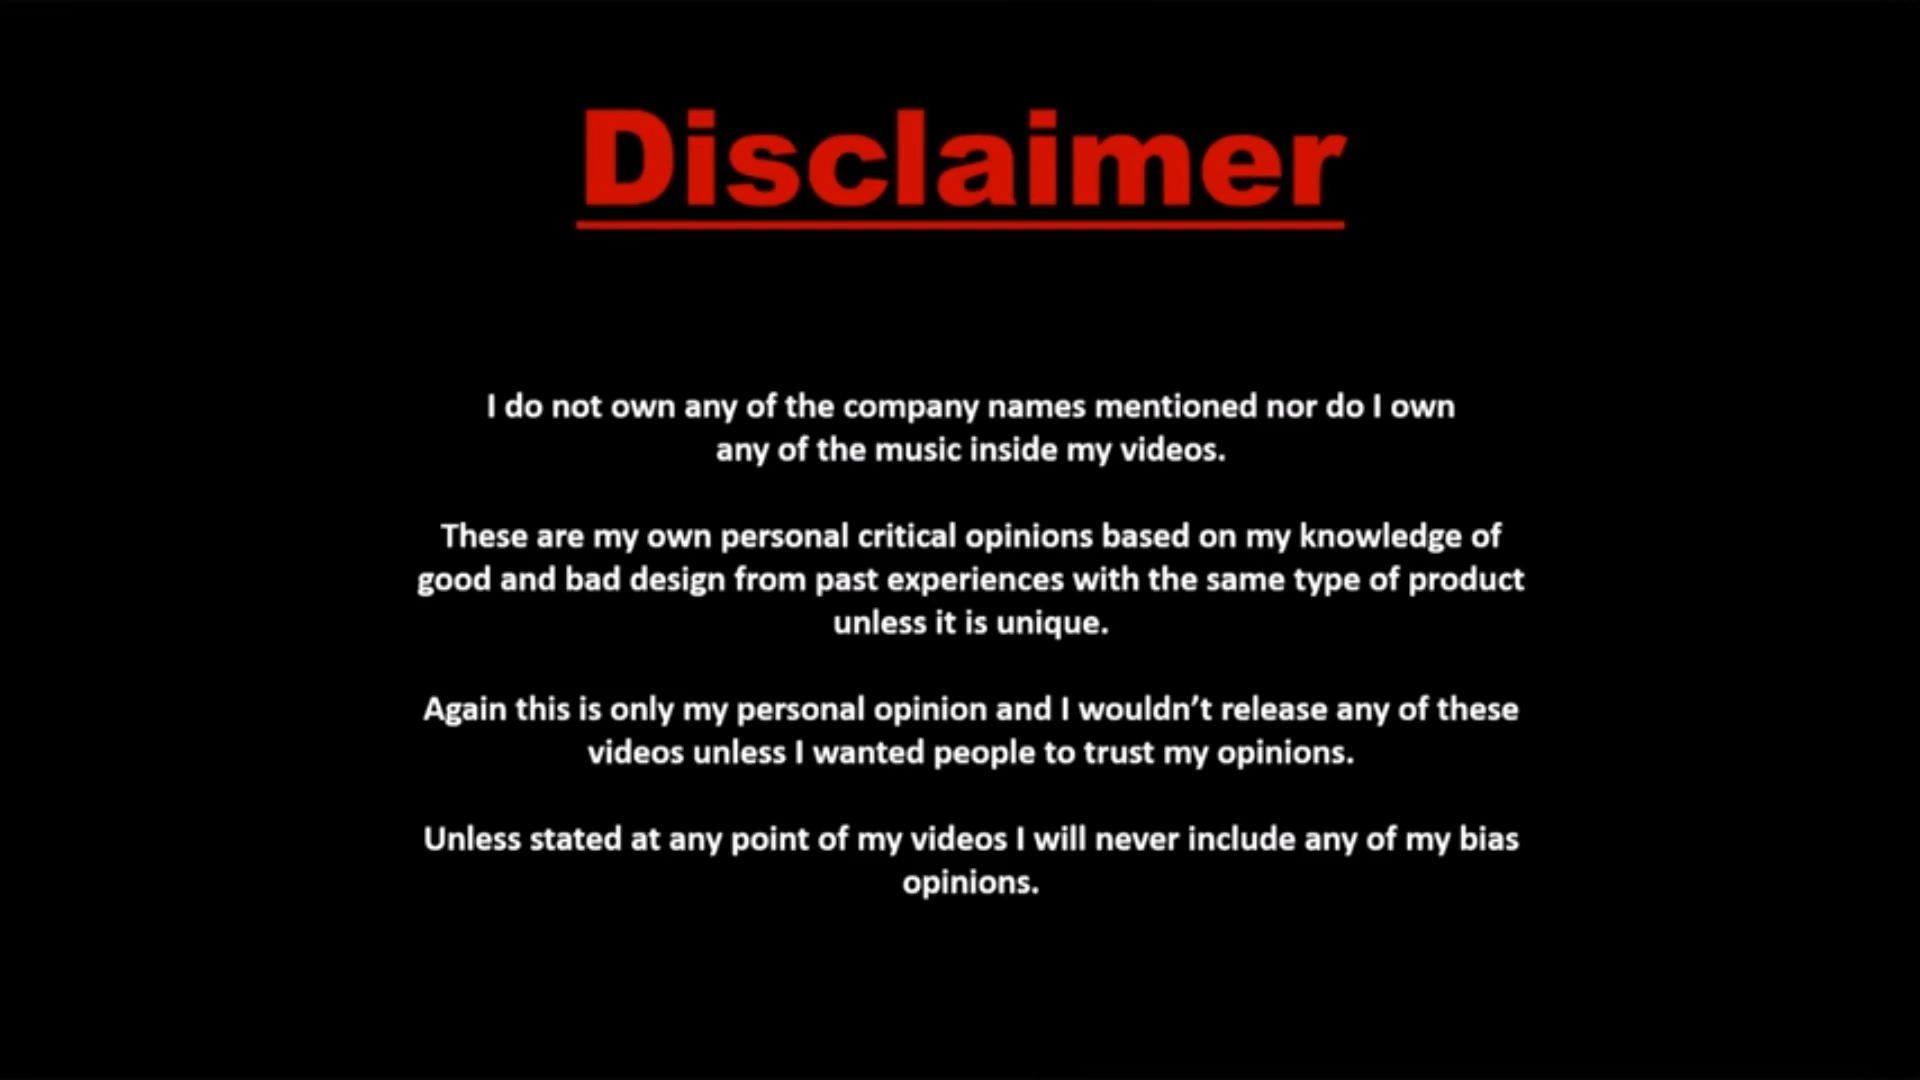 Disclaimer
I do not own any of the company names mentioned nor do I own
any of the music inside my videos.
These are my own personal critical opinions based on my knowledge of
good and bad design from past experiences with the same type of product
unless it is unique.
Again this is only my personal opinion and I wouldn’t release any of these
videos unless I wanted people to trust my opinions.
Unless stated at any point of my videos I will never include any of my bias
opinions.